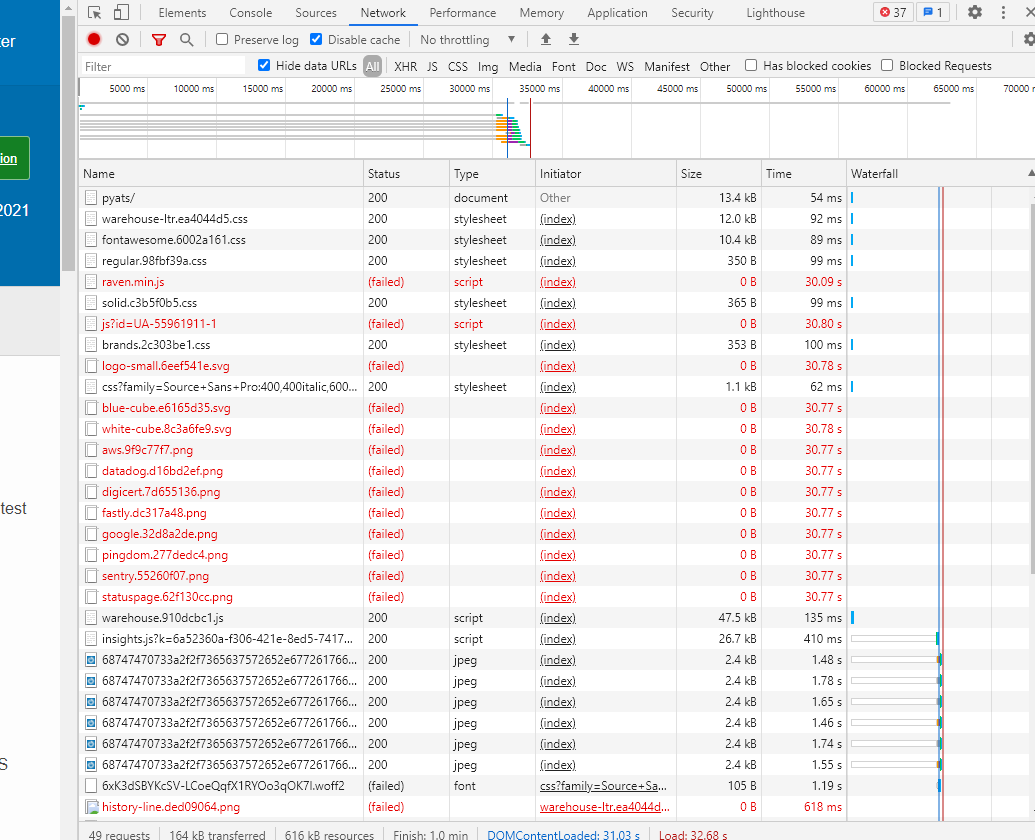 Elements Console Sources Network Performance Memory Application Security Lighthouse 37 1
Preserve log Disable cache No throttling
Filter Hide data URLs All XHR JS CSS Img Media Font Doc WS Manifest Other Has blocked cookies Blocked Requests
5000 ms 10000 ms 15000 ms 20000 ms 25000 ms 30000 ms 35000 ms 40000 ms 45000 ms 50000 ms 55000 ms 60000 ms 65000 ms 70000 m
ter
ion
2021
test
S
Name Status Type Initiator Size Time Waterfall
pyats/ 200 document Other 13.4 kB 54 ms
warehouse-ltr.ea4044d5.css 200 stylesheet (index) 12.0 kB 92 ms
fontawesome.6002a161.css 200 stylesheet (index) 10.4 kB 89 ms
regular.98fbf39a.css 200 stylesheet (index) 350 B 99 ms
raven.min.js (failed) script (index) 0 B 30.09 s
solid.c3b5f0b5.css 200 stylesheet (index) 365 B 99 ms
js?id=UA-55961911-1 (failed) script (index) 0 B 30.80 s
brands.2c303be1.css 200 stylesheet (index) 353 B 100 ms
logo-small.6eef541e.svg (failed) (index) 0 B 30.78 s
css?family=Source+Sans+Pro:400,400italic,600... 200 stylesheet (index) 1.1 kB 62 ms
blue-cube.e6165d35.svg (failed) (index) 0 B 30.77 s
white-cube.8c3a6fe9.svg (failed) (index) 0 B 30.78 s
aws.9f9c77f7.png (failed) (index) 0 B 30.77 s
datadog.d16bd2ef.png (failed) (index) 0 B 30.77 s
digicert.7d655136.png (failed) (index) 0 B 30.77 s
fastly.dc317a48.png (failed) (index) 0 B 30.77 s
google.32d8a2de.png (failed) (index) 0 B 30.77 s
pingdom.277dedc4.png (failed) (index) 0 B 30.77 s
sentry.55260f07.png (failed) (index) 0 B 30.77 s
statuspage.62f130cc.png (failed) (index) 0 B 30.77 s
warehouse.910dcbc1.js 200 script (index) 47.5 kB 135 ms
insights.js?k=6a52360a-f306-421e-8ed5-7417... 200 script (index) 26.7 kB 410 ms
68747470733a2f2f7365637572652e677261766... 200 jpeg (index) 2.4 kB 1.48 s
68747470733a2f2f7365637572652e677261766... 200 jpeg (index) 2.4 kB 1.78 s
68747470733a2f2f7365637572652e677261766... 200 jpeg (index) 2.4 kB 1.65 s
68747470733a2f2f7365637572652e677261766... 200 jpeg (index) 2.4 kB 1.46 s
68747470733a2f2f7365637572652e677261766... 200 jpeg (index) 2.4 kB 1.74 s
68747470733a2f2f7365637572652e677261766... 200 jpeg (index) 2.4 kB 1.55 s
6xK3dSBYKcSV-LCoeQqfX1RYOo3qOK7l.woff2 (failed) font css?family=Source+Sa... 105 B 1.19 s
history-line.ded09064.png (failed) warehouse-ltr.ea4044d... 0 B 618 ms
49 requests 164 kB transferred 616 kB resources Finish: 1.0 min DOMContentLoaded: 31.03 s Load: 32.68 s